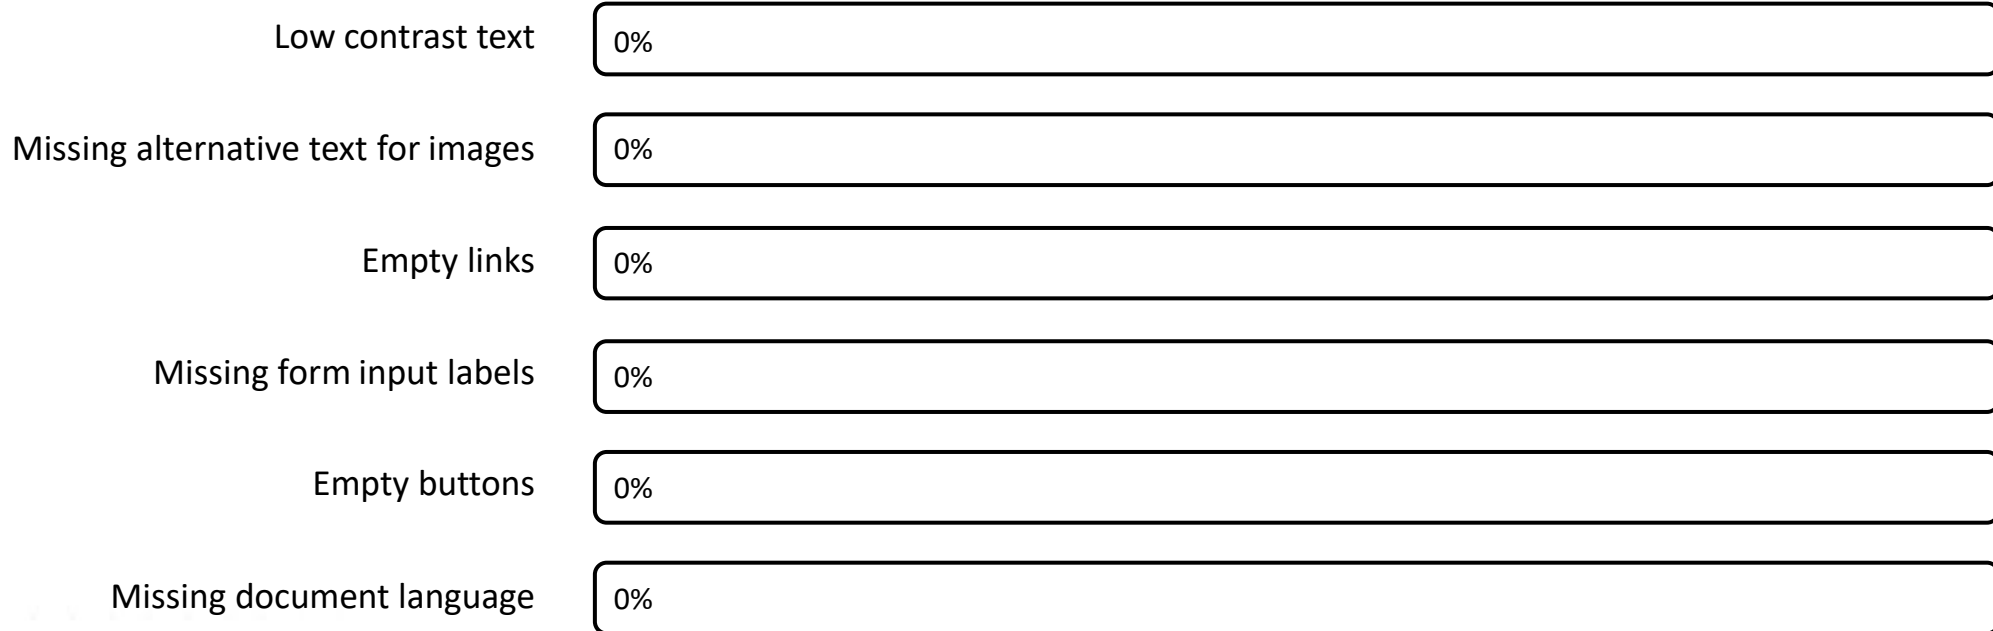 Low contrast text 0%
Missing alternative text for images 0%
Empty links 0%
Missing form input labels 0%
Empty buttons 0%
Missing document language 0%